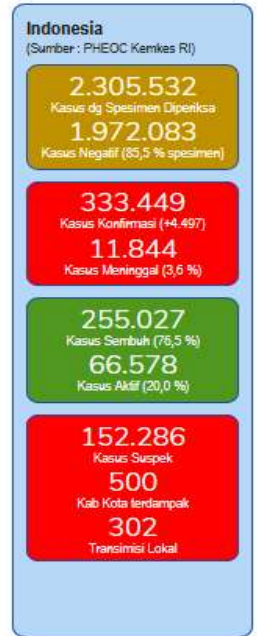 Indonesia
(Sumber : PHEOC Kemkes RI)
2.305.532
Kasus dg Spesimen Diperiksa
1.972.083
Kasus Negatif (85,5 % spesimen)
333.449
Kasus Konfirmasi (+4.497)
11.844
Kasus Meninggal (3,6 %)
255.027
Kasus Sembuh (76,5 %)
66.578
Kasus Aktif (20,0 %)
152.286
Kasus Suspek
500
Kab Kota terdampak
302
Transimisi Lokal